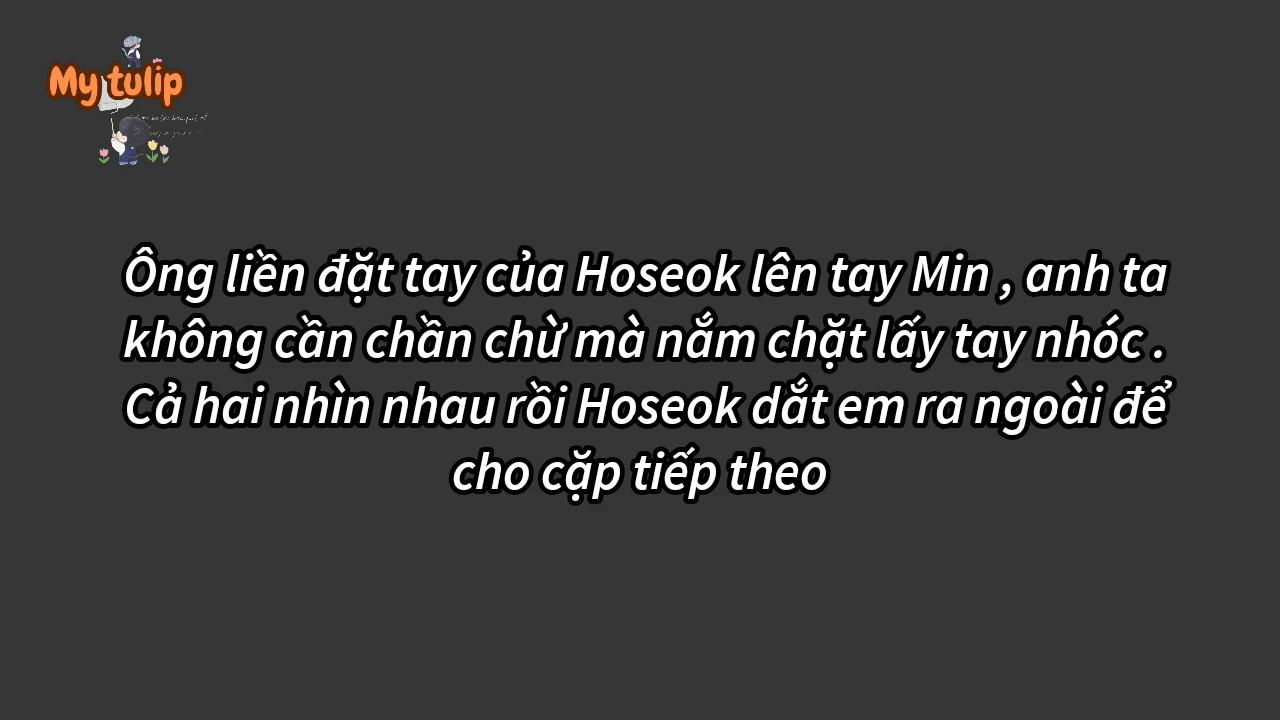 My tulip
Ông liền đặt tay của Hoseok lên tay Min , anh ta
không cần chần chừ mà nắm chặt lấy tay nhóc .
Cả hai nhìn nhau rồi Hoseok dắt em ra ngoài để
cho cặp tiếp theo